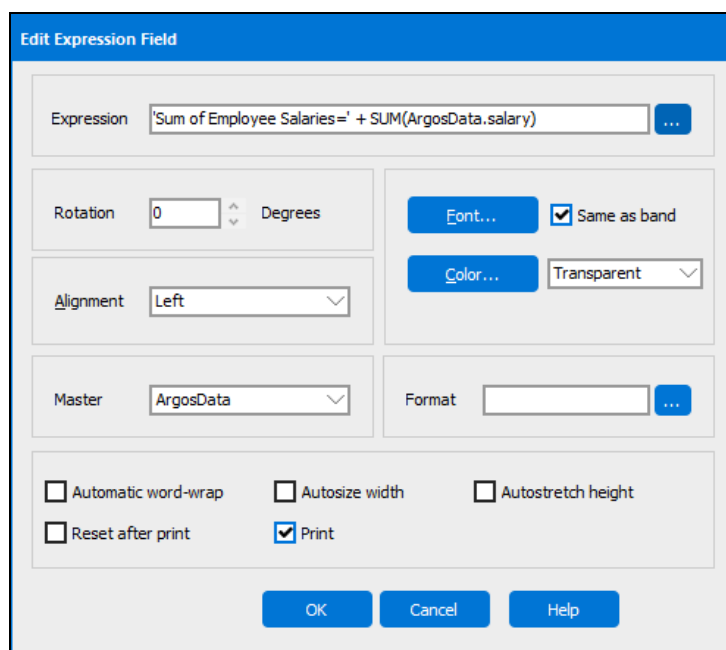 Edit Expression Field
Expression 'Sum of Employee Salaries=' + SUM(ArgosData.salary) ...
Rotation 0 Degrees
Font... Same as band
Color... Transparent
Alignment Left
Master ArgosData
Format ...
Automatic word-wrap Autosize width Autostretch height
Reset after print Print
OK Cancel Help